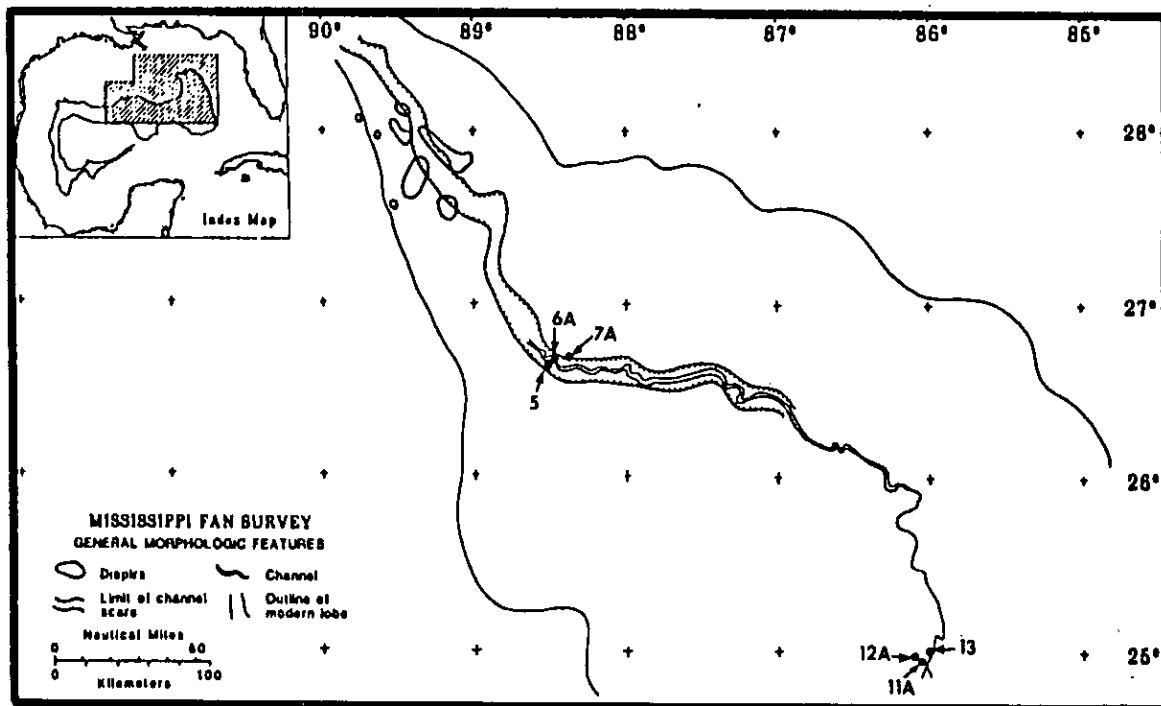 90° 89° 88° 87° 86° 85°
28°
Index Map
27°
6A
7A
5
26°
MISSISSIPPI FAN SURVEY
GENERAL MORPHOLOGIC FEATURES
Diapirs
Channel
Limit of channel scars
Outline of modern lobe
Nautical Miles
0 60
0 100
Kilometers
25°
12A
13
11A